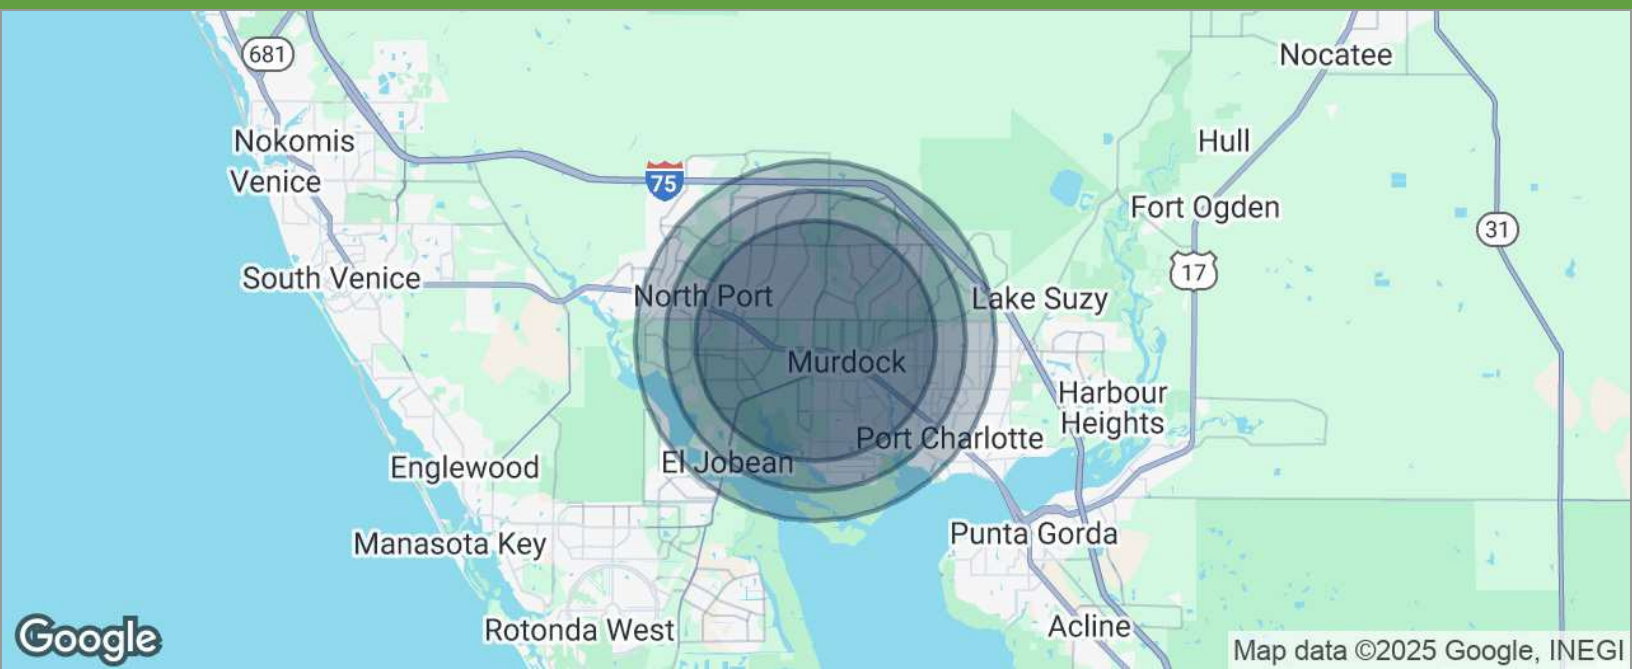 681
Nocatee
Nokomis
Hull
Venice
75
Fort Ogden
31
South Venice
17
North Port
Lake Suzy
Murdock
Harbour
Heights
Port Charlotte
El Jobean
Englewood
Punta Gorda
Manasota Key
Acline
Rotonda West
Google
Map data ©2025 Google, INEGI